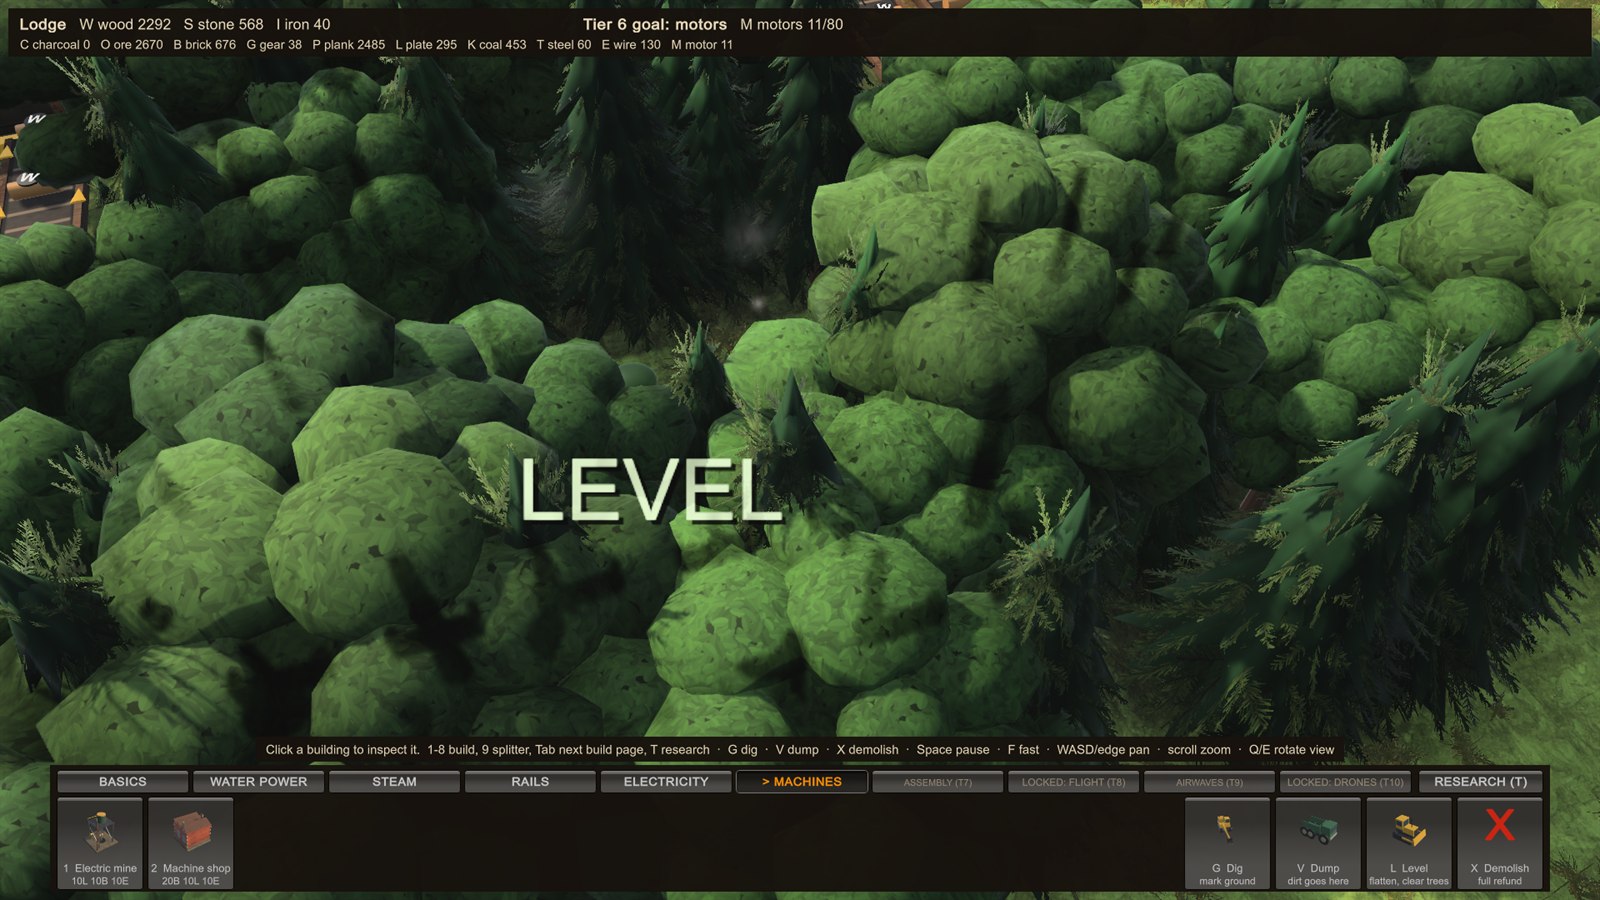 Lodge W wood 2292 S stone 568 I iron 40 Tier 6 goal: motors M motors 11/80
C charcoal 0 O ore 2670 B brick 676 G gear 38 P plank 2485 L plate 295 K coal 453 T steel 60 E wire 130 M motor 11
W
W
W
LEVEL
Click a building to inspect it. 1-8 build, 9 splitter, Tab next build page, T research · G dig · V dump · X demolish · Space pause · F fast · WASD/edge pan · scroll zoom · Q/E rotate view
BASICS WATER POWER STEAM RAILS ELECTRICITY > MACHINES ASSEMBLY (T7) LOCKED: FLIGHT (T8) AIRWAYS (T9) LOCKED: DRONES (T10) RESEARCH (T)
1 Electric mine 2 Machine shop G Dig V Dump L Level X Demolish
10L 10B 10E 20B 10L 10E mark ground dirt goes here flatten, clear trees full refund